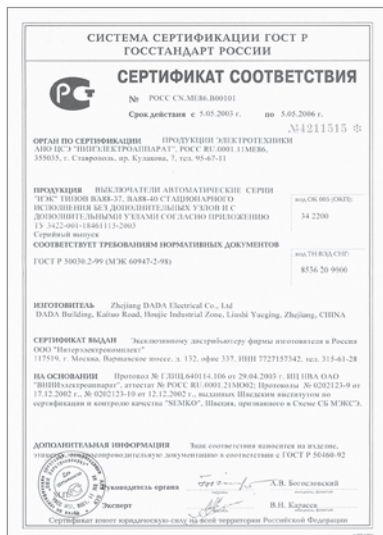 СИСТЕМА СЕРТИФИКАЦИИ ГОСТ Р
ГОССТАНДАРТ РОССИИ
СЕРТИФИКАТ СООТВЕТСТВИЯ
№ РОСС CN.ME86.B00101
Срок действия с 5.05.2003 г. по 5.05.2006 г.
№4211515
ОРГАН ПО СЕРТИФИКАЦИИ ПРОДУКЦИИ ЭЛЕКТРОТЕХНИКИ
АНО ЦСЭ РОСС RU.0001.11ME86,
355035, г. Ставрополь, пр. Кулакова, 7, тел. 95-67-11
ПРОДУКЦИЯ ВЫКЛЮЧАТЕЛИ АВТОМАТИЧЕСКИЕ СЕРИИ
"ИЭК" ТИПОВ ВА88-37, ВА88-40 СТАЦИОНАРНОГО
ИСПОЛНЕНИЯ БЕЗ ДОПОЛНИТЕЛЬНЫХ УЗЛОВ И С
ДОПОЛНИТЕЛЬНЫМИ УЗЛАМИ СОГЛАСНО ПРИЛОЖЕНИЮ
ТУ 3422-001-18461115-2003
Серийный выпуск
код ОК 005 (ОКП):
34 2200
СООТВЕТСТВУЕТ ТРЕБОВАНИЯМ НОРМАТИВНЫХ ДОКУМЕНТОВ
ГОСТ Р 50030.2-99 (МЭК 60947-2-98)
код ТН ВЭД СНГ:
8536 20 9000
ИЗГОТОВИТЕЛЬ Zhejiang DADA Electrical Co., Ltd
DADA Building, Kaituo Road, Houjie Industrial Zone, Liushi Yueqing, Zhejiang, CHINA
СЕРТИФИКАТ ВЫДАН Эксклюзивному дистрибьютеру фирмы изготовителя в России
ООО "Интерэлектрокомплект"
117519, г. Москва, Варшавское шоссе, д. 132, офис 337, ИНН 7727157342, тел. 315-61-28
НА ОСНОВАНИИ Протокол № ГЛИЦ.640114.106 от 29.04.2003 г. ИЦ НВА ОАО
"ВНИИэлектроаппарат", аттестат № РОСС RU.0001.21МЮ02; Протоколы № 0202123-9 от
17.12.2002 г., № 0202123-10 от 12.12.2002 г., выданных Шведским институтом по
сертификации и контролю качества "SEMKO", Швеция, признанного в Схеме СБ МЭКСЭ.
ДОПОЛНИТЕЛЬНАЯ ИНФОРМАЦИЯ Знак соответствия наносится на изделие,
документацию в соответствии с ГОСТ Р 50460-92
Руководитель органа А.В. Богословский
Эксперт В.Н. Карасев
Сертификат имеет юридическую силу на всей территории Российской Федерации